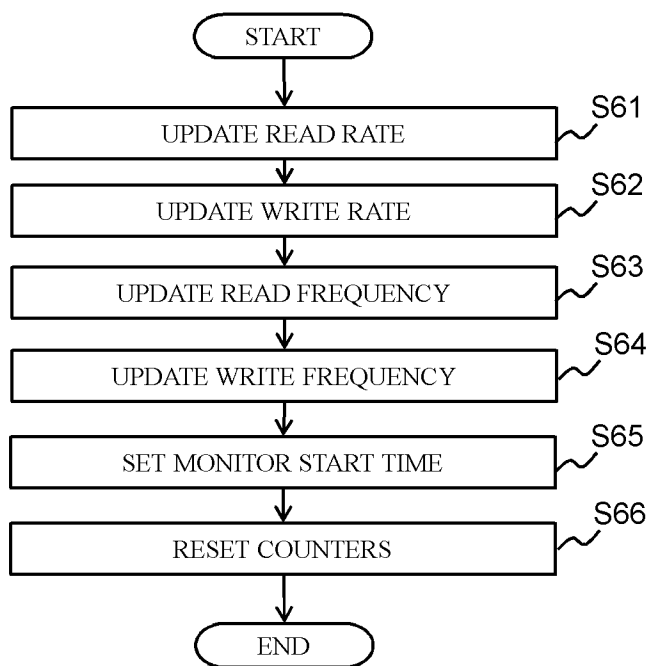 START
S61
UPDATE READ RATE
S62
UPDATE WRITE RATE
S63
UPDATE READ FREQUENCY
S64
UPDATE WRITE FREQUENCY
S65
SET MONITOR START TIME
S66
RESET COUNTERS
END